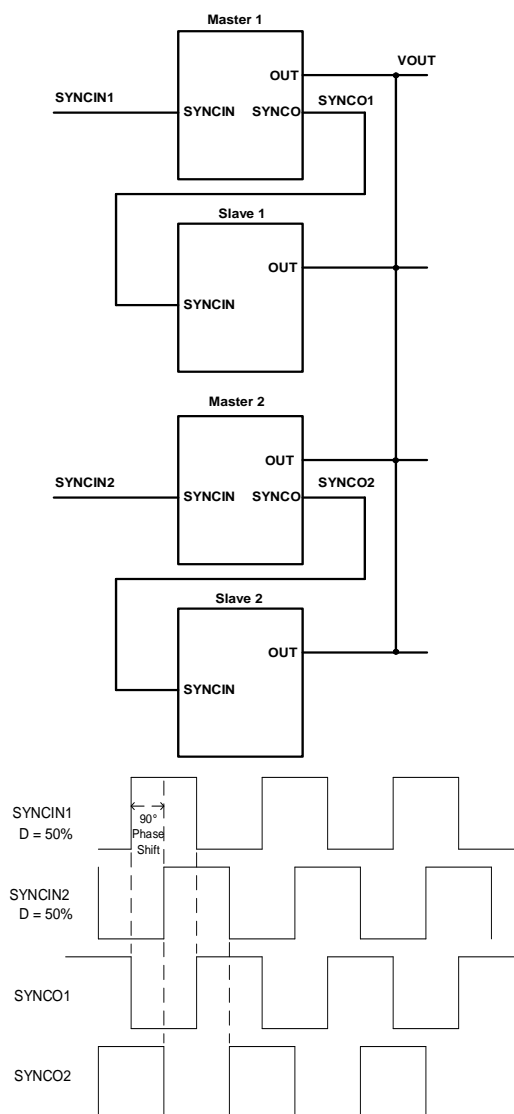 Master 1
OUT
VOUT
SYNCIN1
SYNCIN
SYNCO
SYNCO1
Slave 1
OUT
SYNCIN
Master 2
OUT
SYNCIN2
SYNCIN
SYNCO
SYNCO2
Slave 2
OUT
SYNCIN
SYNCIN1
D = 50%
90°
Phase
Shift
SYNCIN2
D = 50%
SYNCO1
SYNCO2